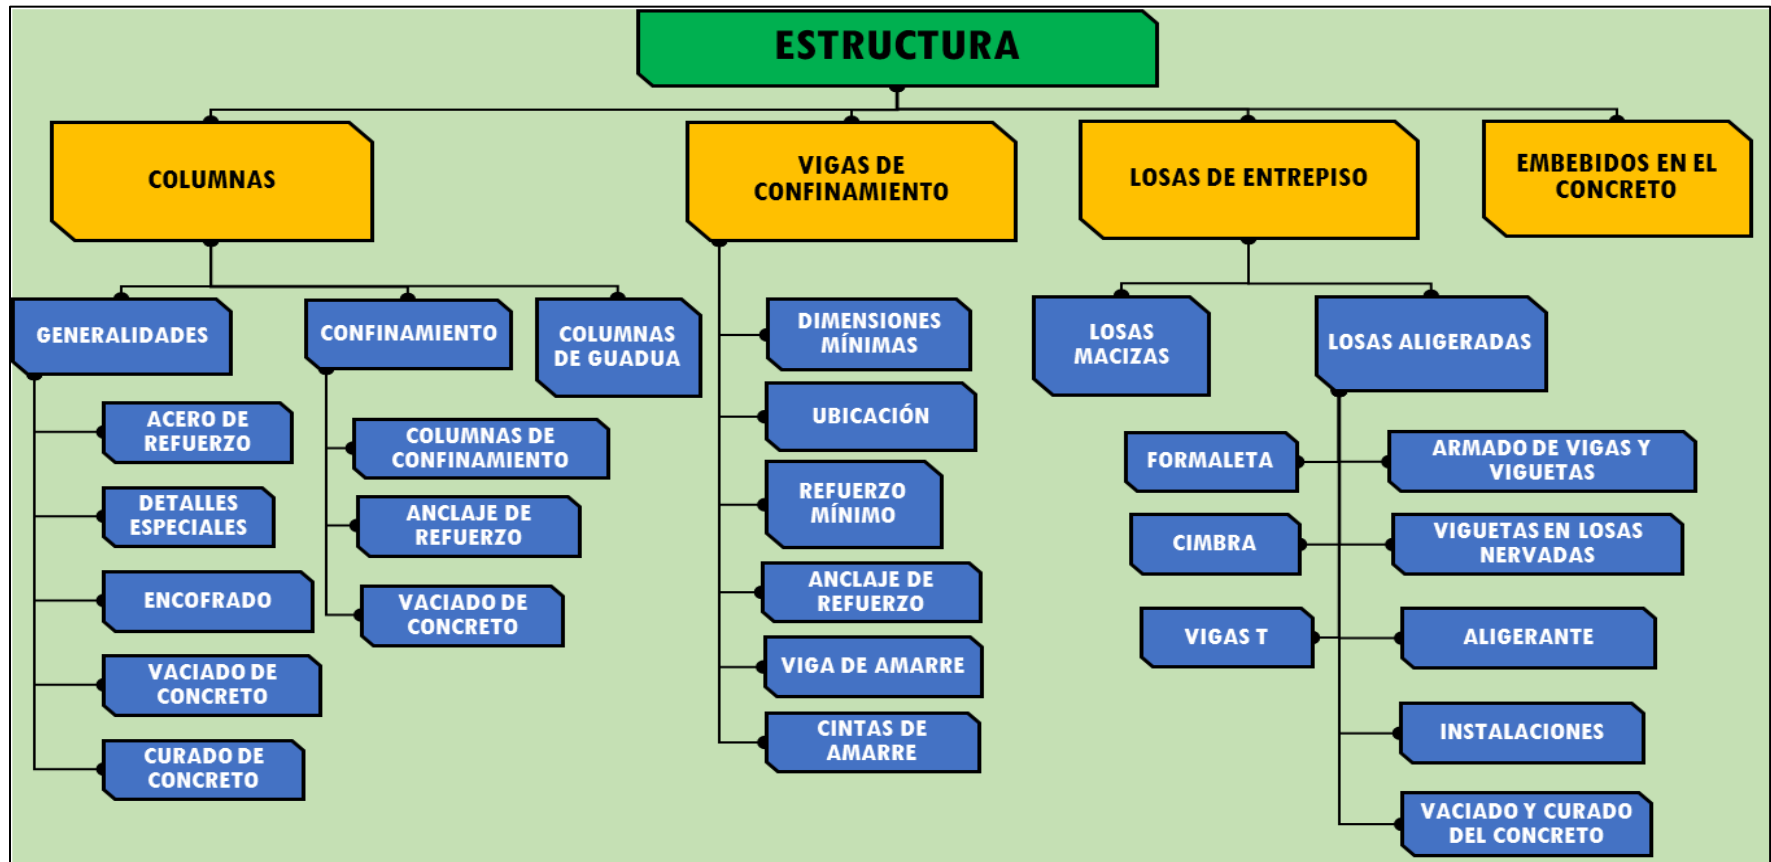 ESTRUCTURA
COLUMNAS
VIGAS DE
CONFINAMIENTO
LOSAS DE ENTREPISO
EMBEBIDOS EN EL
CONCRETO
GENERALIDADES
CONFINAMIENTO
COLUMNAS
DE GUADUA
ACERO DE
REFUERZO
DETALLES
ESPECIALES
ENCOFRADO
VACIADO DE
CONCRETO
CURADO DE
CONCRETO
COLUMNAS DE
CONFINAMIENTO
ANCLAJE DE
REFUERZO
VACIADO DE
CONCRETO
DIMENSIONES
MÍNIMAS
UBICACIÓN
REFUERZO
MÍNIMO
ANCLAJE DE
REFUERZO
VIGA DE AMARRE
CINTAS DE
AMARRE
LOSAS
MACIZAS
LOSAS ALIGERADAS
FORMALETA
CIMBRA
VIGAS T
ARMADO DE VIGAS Y
VIGUETAS
VIGUETAS EN LOSAS
NERVADAS
ALIGERANTE
INSTALACIONES
VACIADO Y CURADO
DEL CONCRETO